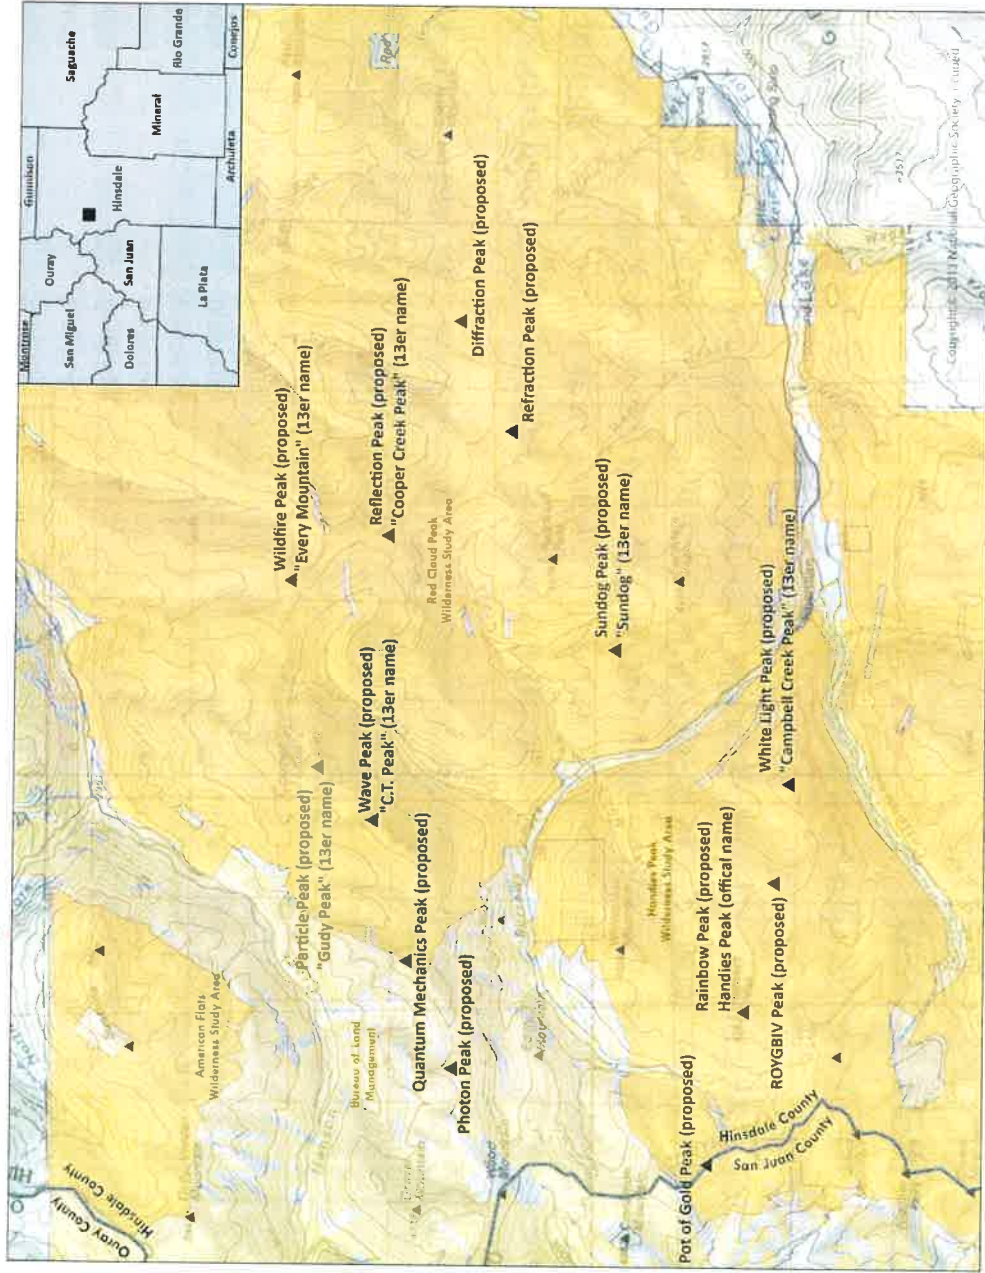 Montrose
Gunnison
Saguache
Ouray
San Miguel
Hinsdale
Dolores
San Juan
Mineral
Rio Grande
La Plata
Archuleta
Conejos
Ouray County
Hinsdale County
American Flats
Wilderness Study Area
Particle Peak (proposed)
"Gudy Peak" (13er name)
Wildfire Peak (proposed)
"Every Mountain" (13er name)
Bureau of Land
Management
Wave Peak (proposed)
"C.T. Peak" (13er name)
Reflection Peak (proposed)
"Cooper Creek Peak" (13er name)
Red
Quantum Mechanics Peak (proposed)
Red Cloud Peak
Wilderness Study Area
Photon Peak (proposed)
Diffraction Peak (proposed)
Refraction Peak (proposed)
Sundog Peak (proposed)
"Sundog" (13er name)
Handies Peak
Wilderness Study Area
Pot of Gold Peak (proposed)
Hinsdale County
San Juan County
Rainbow Peak (proposed)
Handies Peak (offical name)
White Light Peak (proposed)
"Campbell Creek Peak" (13er name)
ROYGBIV Peak (proposed)